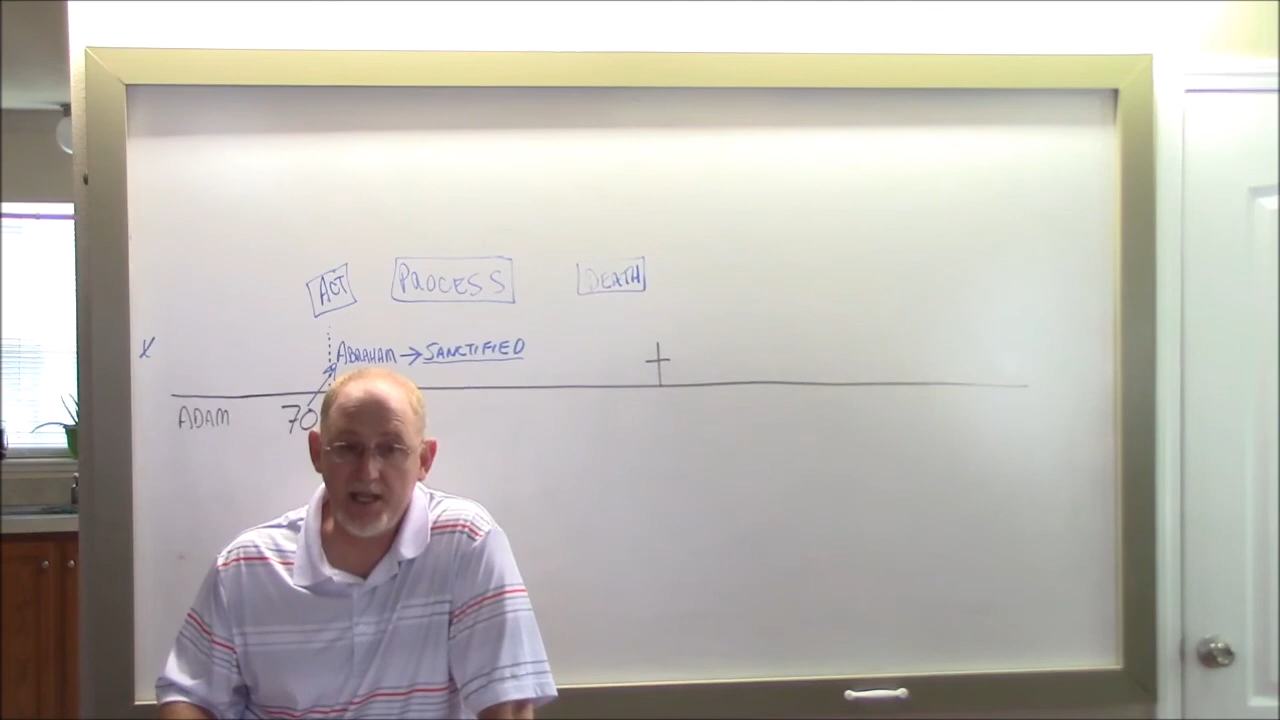 ACT PROCESS DEATH
ABRAHAM → SANCTIFIED
ADAM 70